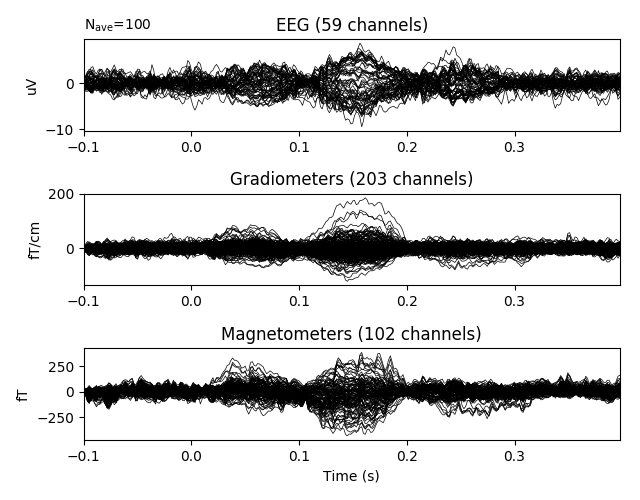 N_ave=100
EEG (59 channels)
uV
0
−10
−0.1 0.0 0.1 0.2 0.3
Gradiometers (203 channels)
fT/cm
200
0
−0.1 0.0 0.1 0.2 0.3
Magnetometers (102 channels)
fT
250
0
−250
−0.1 0.0 0.1 0.2 0.3
Time (s)